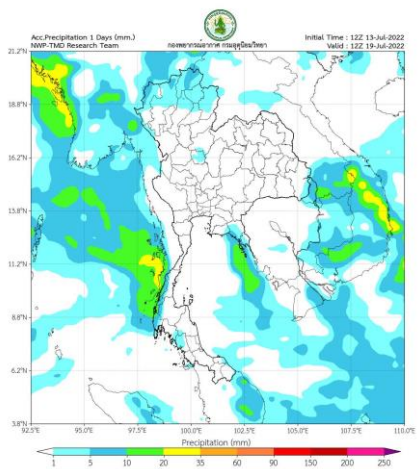 Acc.Precipitation 1 Days (mm.)
NWP-TMD Research Team
กองพยากรณ์อากาศ กรมอุตุนิยมวิทยา
Initial Time : 12Z 13-Jul-2022
Valid : 12Z 19-Jul-2022
21.2°N
18.8°N
16.2°N
13.8°N
11.2°N
8.8°N
6.2°N
3.8°N
92.5°E 95.0°E 97.5°E 100.0°E 102.5°E 105.0°E 107.5°E 110.0°E
Precipitation (mm)
1 5 10 20 35 60 90 150 200 250